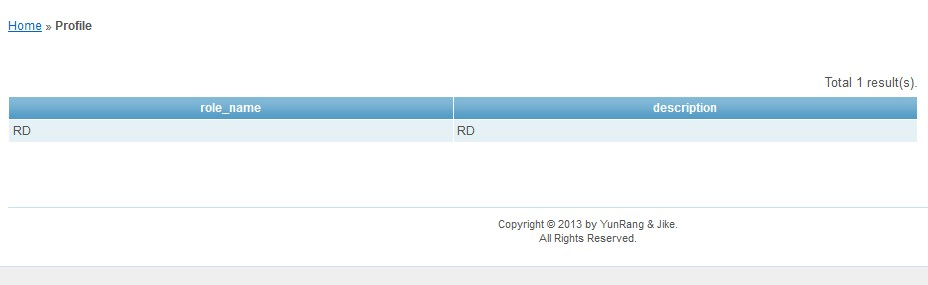 Home » Profile
Total 1 result(s).
role_name description
RD RD
Copyright © 2013 by YunRang & Jike.
All Rights Reserved.